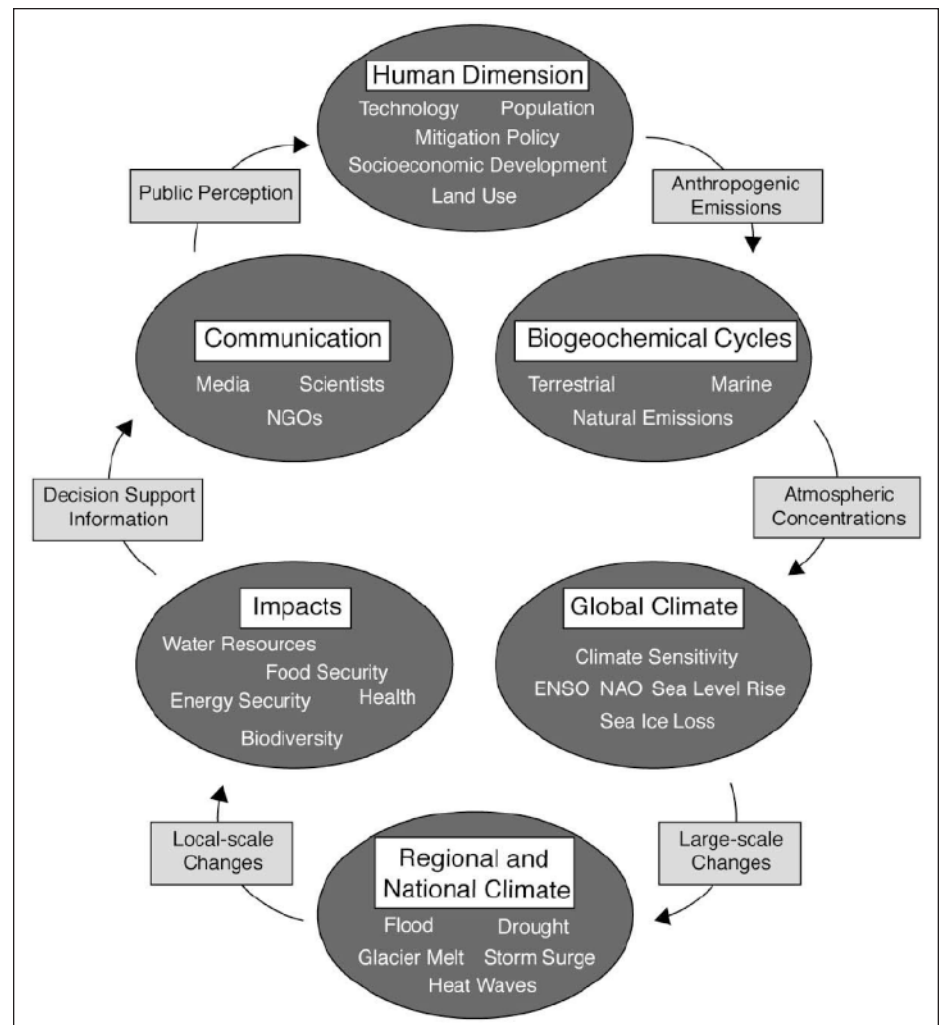 Human Dimension
Technology Population
Mitigation Policy
Socioeconomic Development
Land Use
Anthropogenic
Emissions
Biogeochemical Cycles
Terrestrial Marine
Natural Emissions
Atmospheric
Concentrations
Global Climate
Climate Sensitivity
ENSO NAO Sea Level Rise
Sea Ice Loss
Large-scale
Changes
Regional and
National Climate
Flood Drought
Glacier Melt Storm Surge
Heat Waves
Local-scale
Changes
Impacts
Water Resources
Food Security
Energy Security Health
Biodiversity
Decision Support
Information
Communication
Media Scientists
NGOs
Public Perception